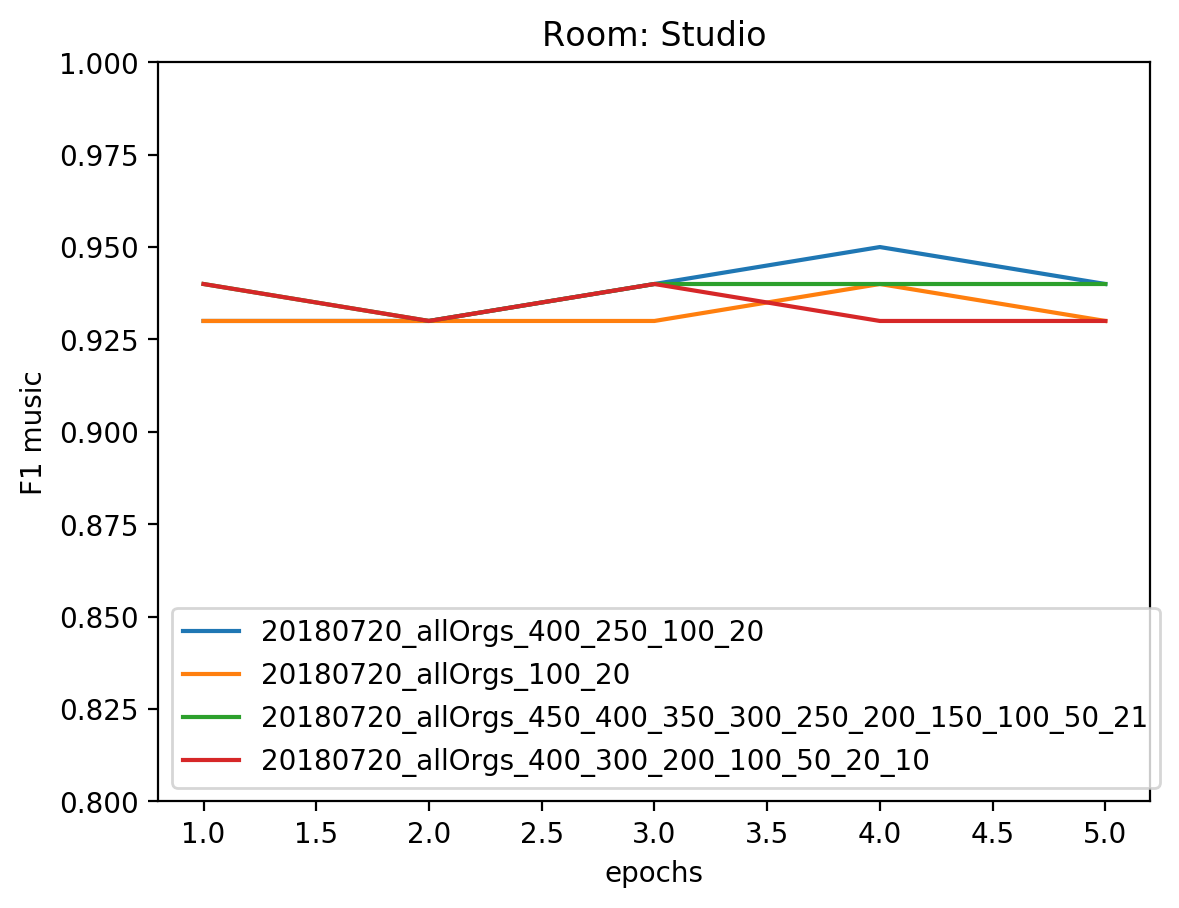 Room: Studio
1.000
0.975
0.950
0.925
0.900
0.875
0.850
0.825
0.800
F1 music
20180720_allOrgs_400_250_100_20
20180720_allOrgs_100_20
20180720_allOrgs_450_400_350_300_250_200_150_100_50_21
20180720_allOrgs_400_300_200_100_50_20_10
1.0 1.5 2.0 2.5 3.0 3.5 4.0 4.5 5.0
epochs